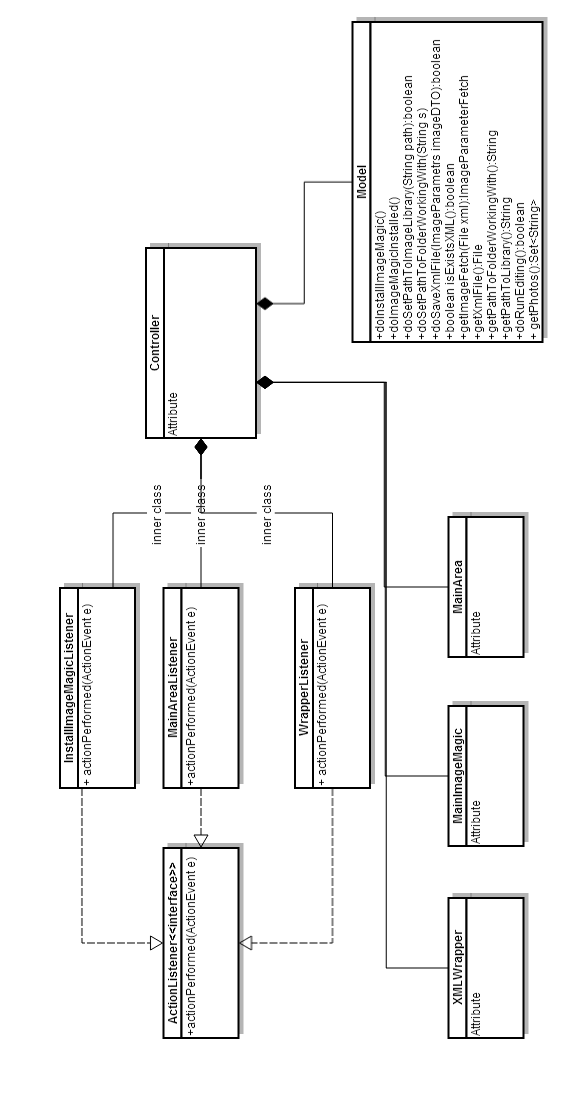 InstallImageMagicListener
+ actionPerformed(ActionEvent e)
Controller
Attribute
inner class
inner class
inner class
ActionListener<<interface>>
+actionPerformed(ActionEvent e)
MainAreaListener
+actionPerformed(ActionEvent e)
WrapperListener
+ actionPerformed(ActionEvent e)
Model
+doInstallImageMagic()
+doImageMagicInstalled()
+doSetPathToImageLibrary(String path):boolean
+doSetPathToFolderWorkingWith(String s)
+doSaveXmlFile(ImageParametrs imageDTO):boolean
+boolean isExistsXML():boolean
+getImageFetch(File xml):ImageParameterFetch
+getXmlFile():File
+getPathToFolderWorkingWith():String
+getPathToLibrary():String
+doRunEditing():boolean
+ getPhotos():Set<String>
XMLWrapper
Attribute
MainImageMagic
Attribute
MainArea
Attribute